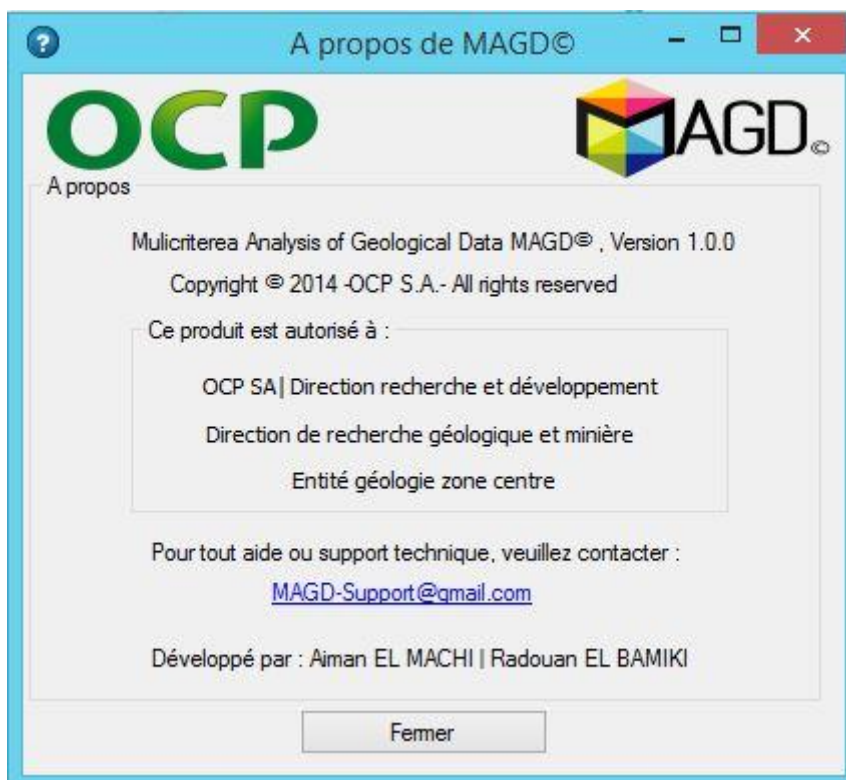 A propos de MAGD©
OCP
MAGD©
A propos
Mulicriterea Analysis of Geological Data MAGD© , Version 1.0.0
Copyright © 2014 -OCP S.A.- All rights reserved
Ce produit est autorisé à :
OCP SA| Direction recherche et développement
Direction de recherche géologique et minière
Entité géologie zone centre
Pour tout aide ou support technique, veuillez contacter :
MAGD-Support@gmail.com
Développé par : Aiman EL MACHI | Radouan EL BAMIKI
Fermer